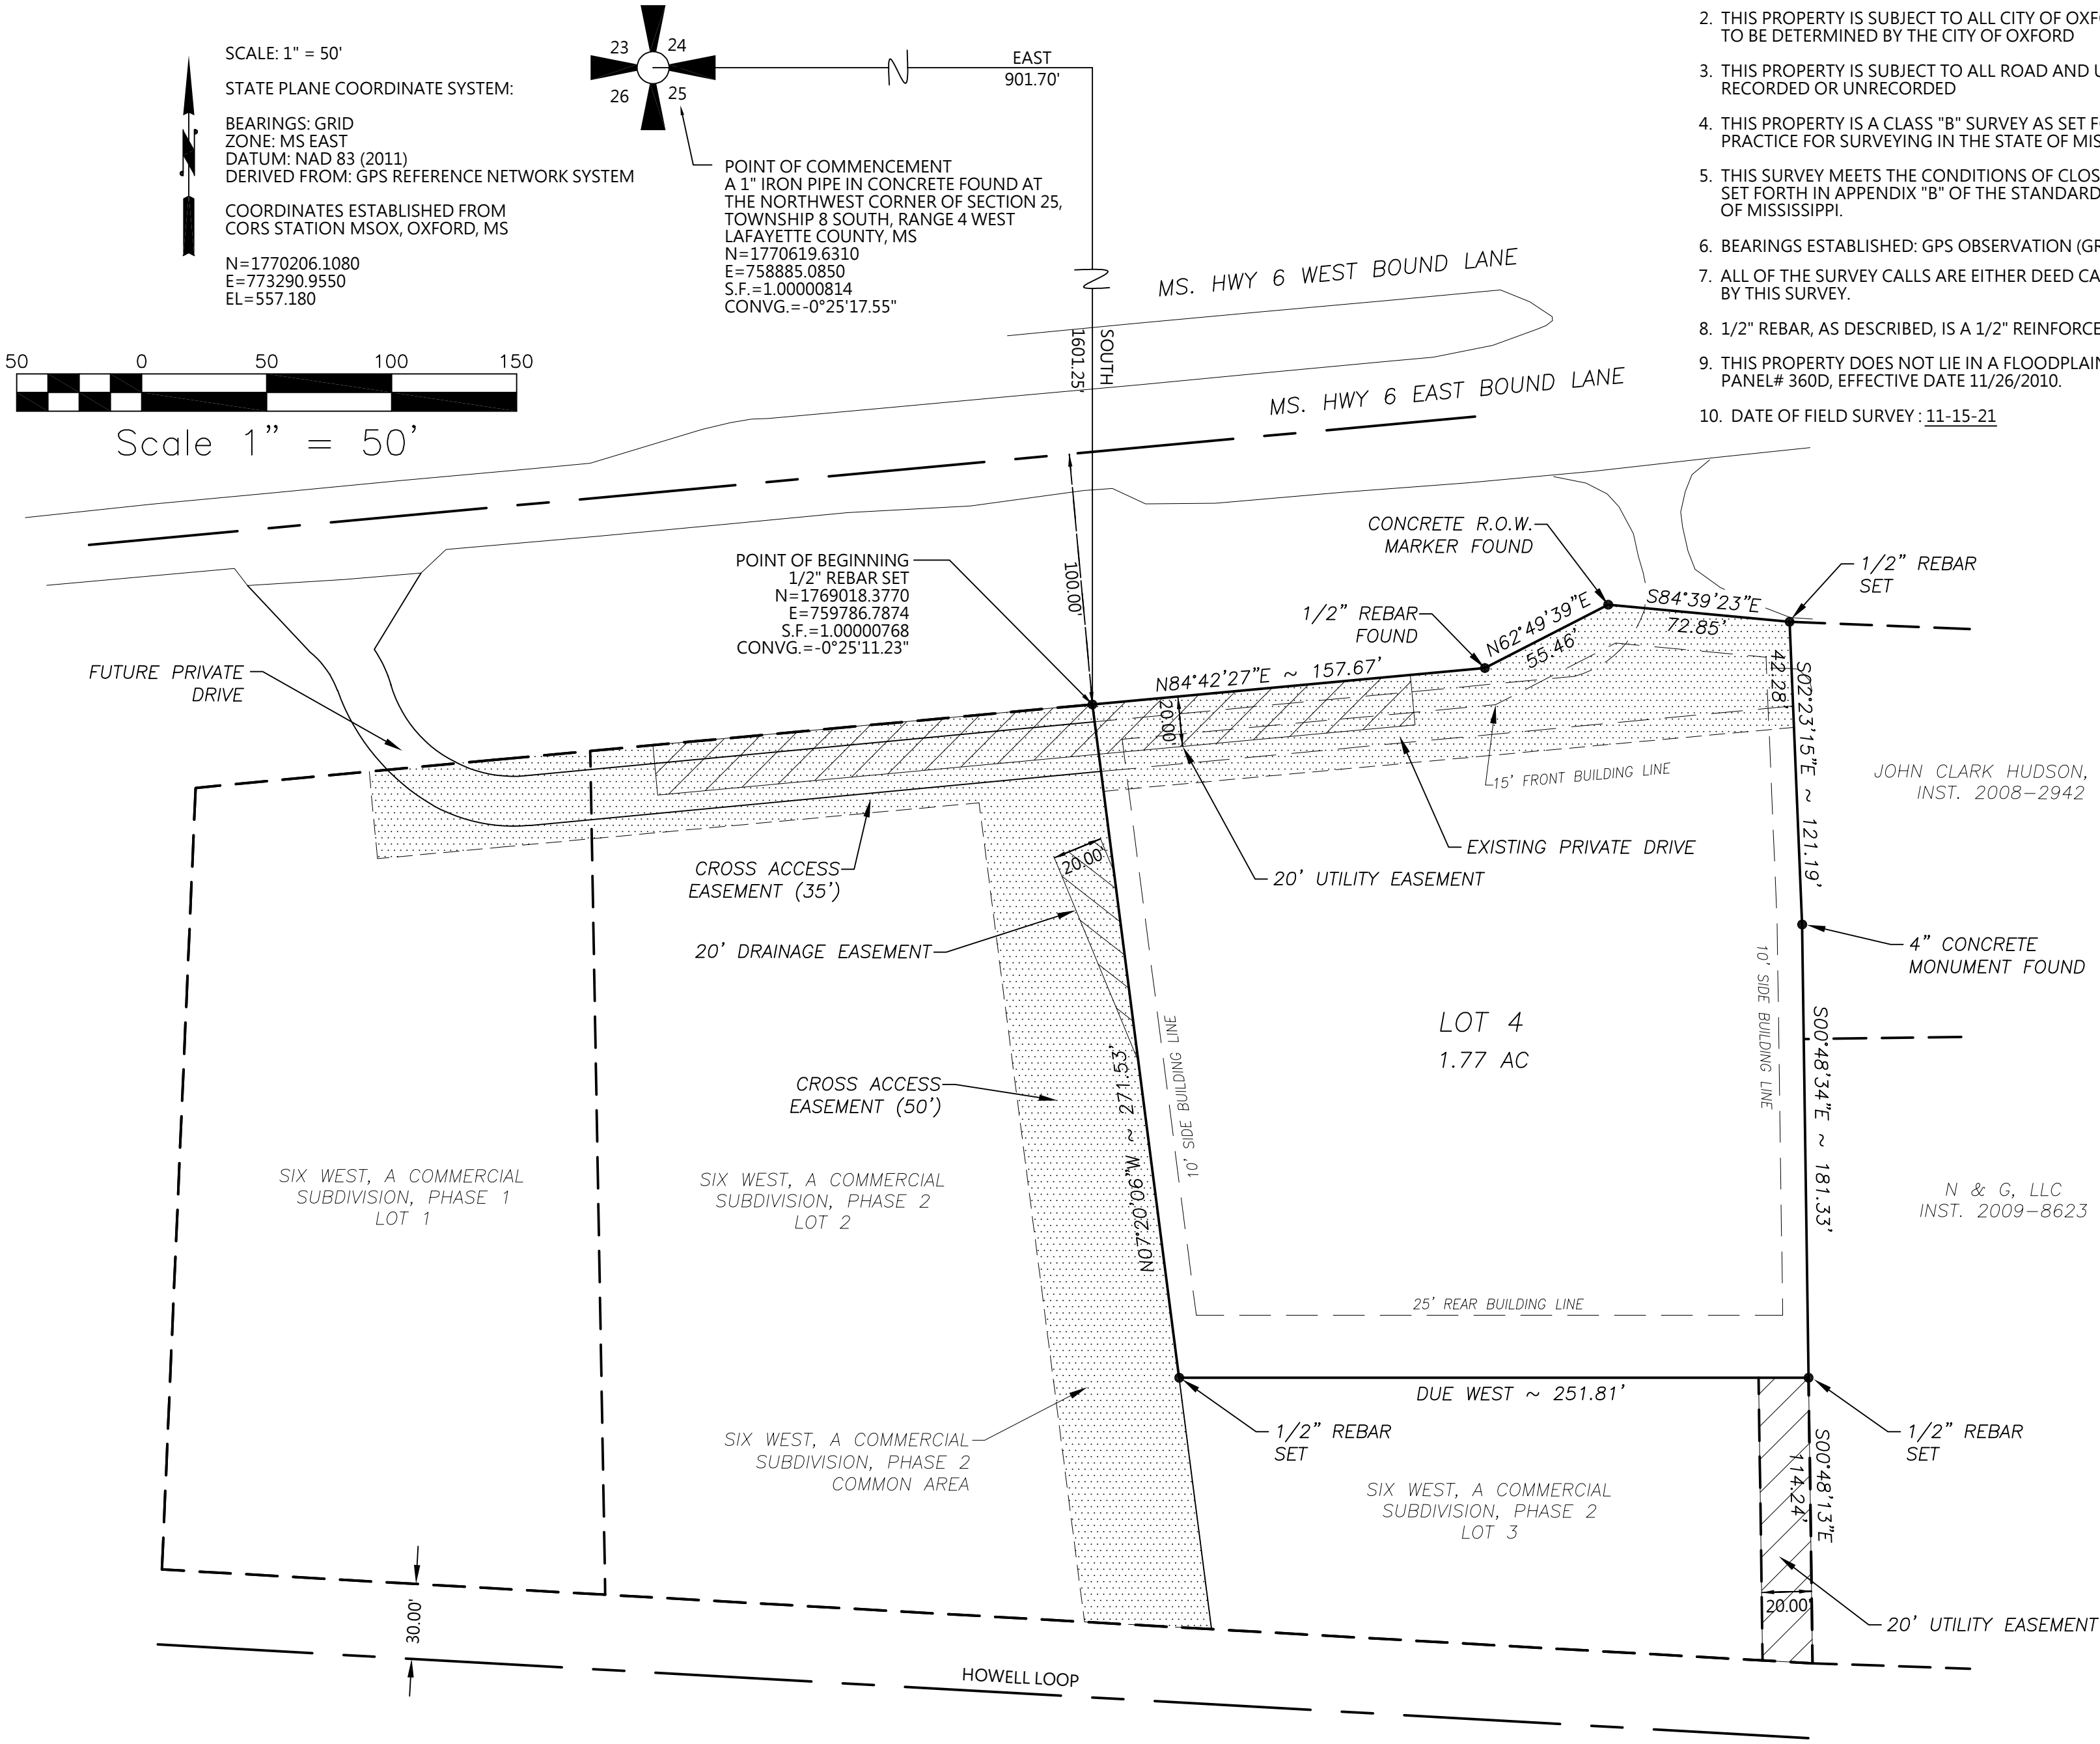 SCALE: 1" = 50'
STATE PLANE COORDINATE SYSTEM:
BEARINGS: GRID
ZONE: MS EAST
DATUM: NAD 83 (2011)
DERIVED FROM: GPS REFERENCE NETWORK SYSTEM
COORDINATES ESTABLISHED FROM
CORS STATION MSOX, OXFORD, MS
N=1770206.1080
E=773290.9550
EL=557.180
N
50 0 50 100 150
Scale 1” = 50’
23 24
26 25
EAST
901.70'
POINT OF COMMENCEMENT
A 1" IRON PIPE IN CONCRETE FOUND AT
THE NORTHWEST CORNER OF SECTION 25,
TOWNSHIP 8 SOUTH, RANGE 4 WEST
LAFAYETTE COUNTY, MS
N=1770619.6310
E=758885.0850
S.F.=1.00000814
CONVG.=-0°25'17.55"
SOUTH
1601.25'
2. THIS PROPERTY IS SUBJECT TO ALL CITY OF OXF
TO BE DETERMINED BY THE CITY OF OXFORD
3. THIS PROPERTY IS SUBJECT TO ALL ROAD AND U
RECORDED OR UNRECORDED
4. THIS PROPERTY IS A CLASS "B" SURVEY AS SET F
PRACTICE FOR SURVEYING IN THE STATE OF MIS
5. THIS SURVEY MEETS THE CONDITIONS OF CLOS
SET FORTH IN APPENDIX "B" OF THE STANDARD
OF MISSISSIPPI.
6. BEARINGS ESTABLISHED: GPS OBSERVATION (GR
7. ALL OF THE SURVEY CALLS ARE EITHER DEED CA
BY THIS SURVEY.
8. 1/2" REBAR, AS DESCRIBED, IS A 1/2" REINFORCE
9. THIS PROPERTY DOES NOT LIE IN A FLOODPLAIN
PANEL# 360D, EFFECTIVE DATE 11/26/2010.
10. DATE OF FIELD SURVEY : 11-15-21
MS. HWY 6 WEST BOUND LANE
MS. HWY 6 EAST BOUND LANE
100.00'
POINT OF BEGINNING
1/2" REBAR SET
N=1769018.3770
E=759786.7874
S.F.=1.00000768
CONVG.=-0°25'11.23"
CONCRETE R.O.W.
MARKER FOUND
1/2” REBAR
FOUND
1/2” REBAR
SET
N84°42’27”E ~ 157.67’
N62°49’39”E
55.46’
S84°39’23”E
72.85’
42.28’
S02°23’15”E ~ 121.19’
20.00’
FUTURE PRIVATE
DRIVE
15’ FRONT BUILDING LINE
JOHN CLARK HUDSON,
INST. 2008-2942
EXISTING PRIVATE DRIVE
20’ UTILITY EASEMENT
CROSS ACCESS
EASEMENT (35’)
20.00’
20’ DRAINAGE EASEMENT
4” CONCRETE
MONUMENT FOUND
10’ SIDE BUILDING LINE
10’ SIDE BUILDING LINE
LOT 4
1.77 AC
S00°48’34”E ~ 181.33’
N07°20’06”W ~ 271.53’
CROSS ACCESS
EASEMENT (50’)
SIX WEST, A COMMERCIAL
SUBDIVISION, PHASE 1
LOT 1
SIX WEST, A COMMERCIAL
SUBDIVISION, PHASE 2
LOT 2
N & G, LLC
INST. 2009-8623
25’ REAR BUILDING LINE
DUE WEST ~ 251.81’
1/2” REBAR
SET
1/2” REBAR
SET
SIX WEST, A COMMERCIAL
SUBDIVISION, PHASE 2
COMMON AREA
SIX WEST, A COMMERCIAL
SUBDIVISION, PHASE 2
LOT 3
S00°48’13”E
114.24’
20.00’
20’ UTILITY EASEMENT
30.00'
HOWELL LOOP